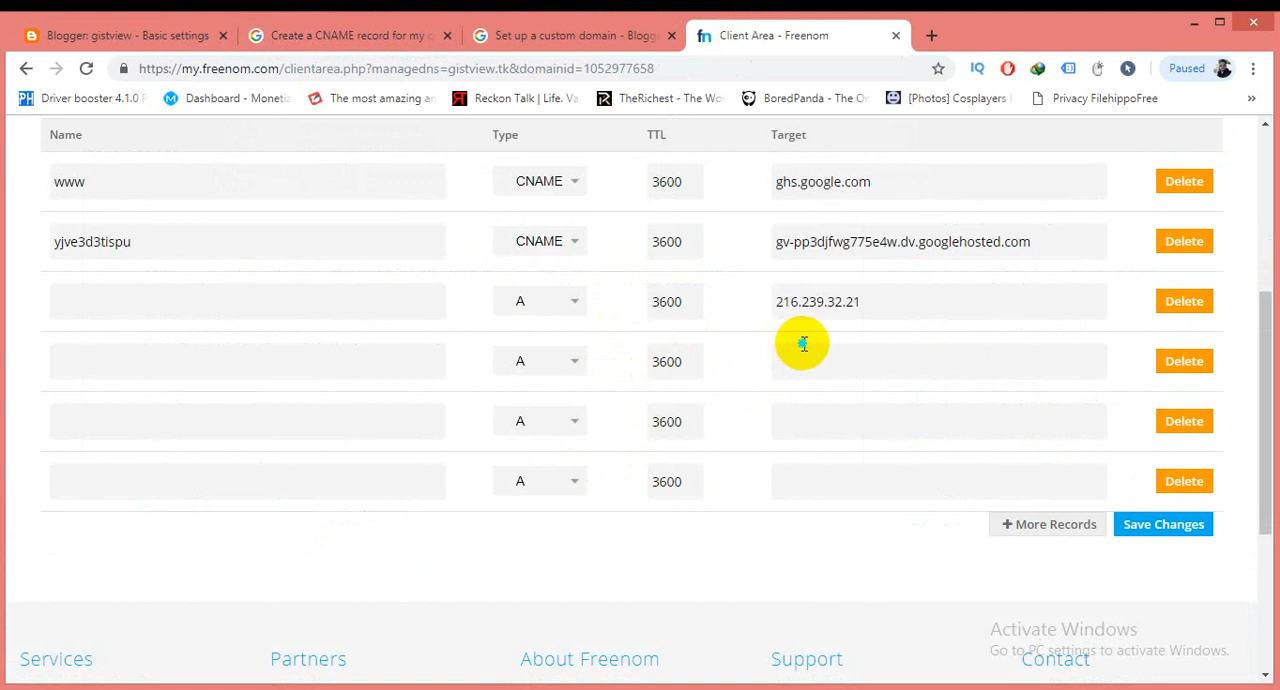 Blogger: gistview - Basic settings
Create a CNAME record for my c
Set up a custom domain - Blogg
fn Client Area - Freenom
https://my.freenom.com/clientarea.php?managedns=gistview.tk&domainid=1052977658
IQ
Paused
Driver booster 4.1.0 P
Dashboard - Monetiz
The most amazing an
Reckon Talk | Life. Va
TheRichest - The Wo
BoredPanda - The On
[Photos] Cosplayers
Privacy FilehippoFree
»
Name Type TTL Target
www CNAME 3600 ghs.google.com Delete
yjve3d3tispu CNAME 3600 gv-pp3djfwg775e4w.dv.googlehosted.com Delete
A 3600 216.239.32.21 Delete
A 3600 Delete
A 3600 Delete
A 3600 Delete
+ More Records Save Changes
Activate Windows
Go to PC settings to activate Windows.
Services Partners About Freenom Support Contact